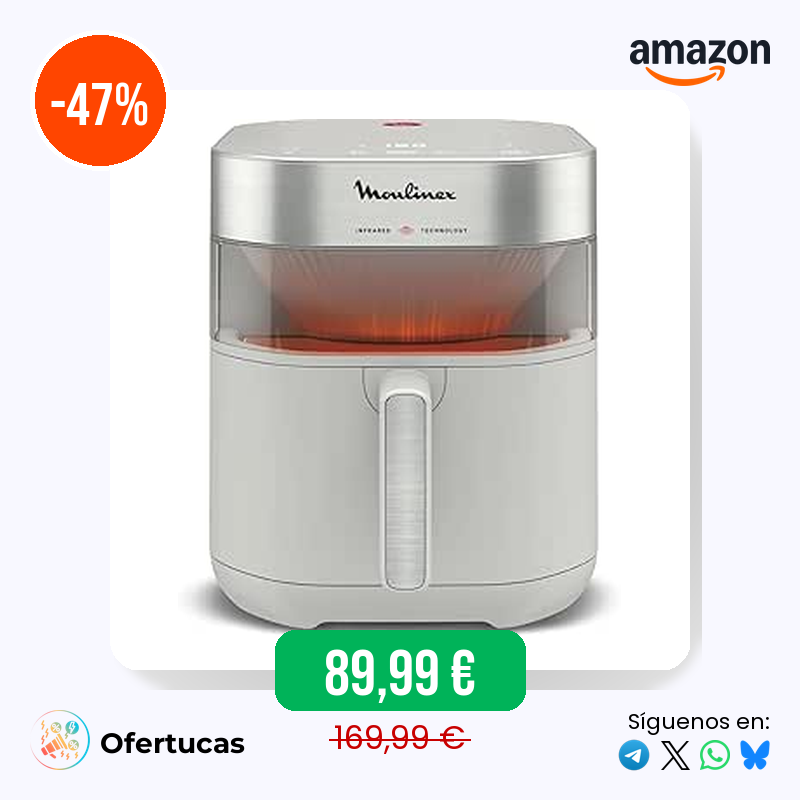 -47%
amazon
Moulinex
INFRARED TECHNOLOGY
89,99 €
169,99 €
Ofertucas
Síguenos en: